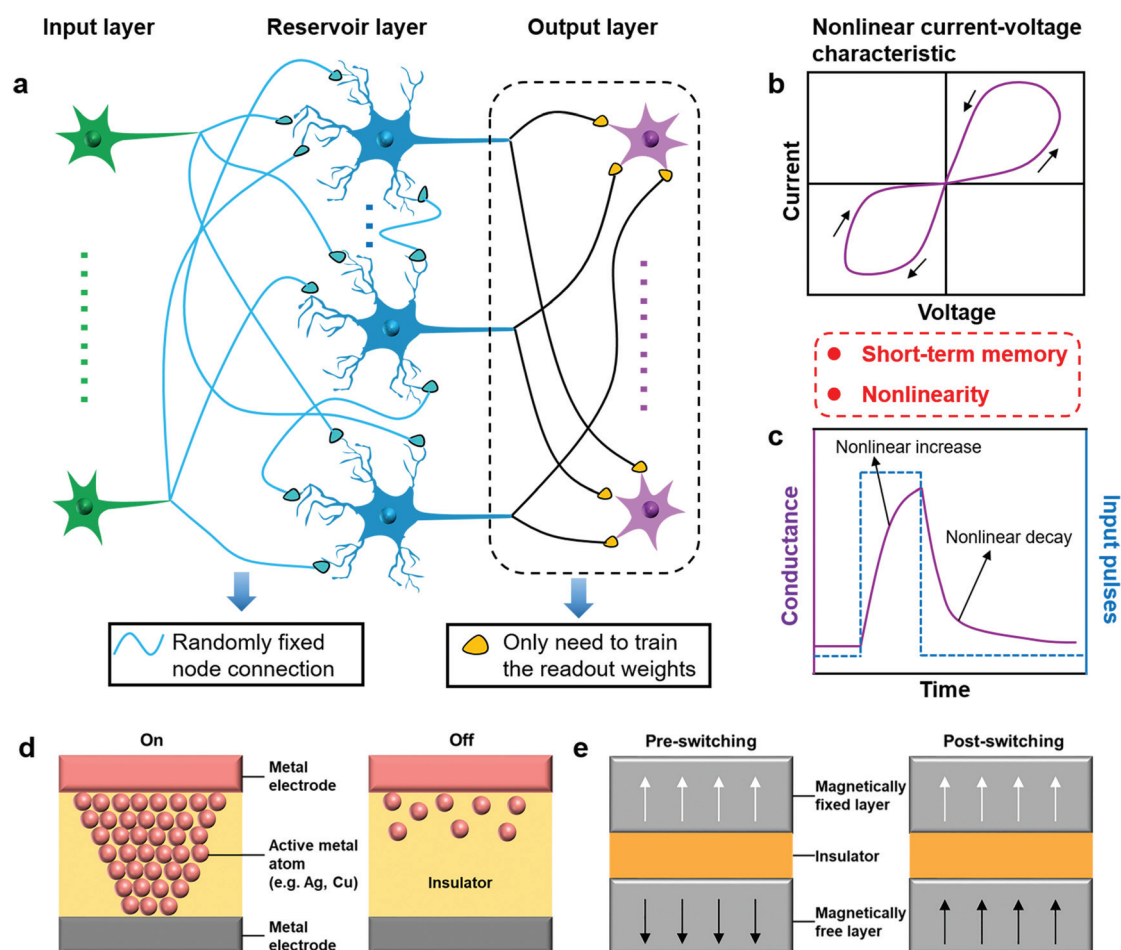 Input layer
Reservoir layer
Output layer
a
Randomly fixed
node connection
Only need to train
the readout weights
Nonlinear current-voltage
characteristic
b
Current
Voltage
Short-term memory
Nonlinearity
c
Nonlinear increase
Nonlinear decay
Conductance
Input pulses
Time
d
On
Off
Metal
electrode
Active metal
atom
(e.g. Ag, Cu)
Insulator
Metal
electrode
e
Pre-switching
Post-switching
Magnetically
fixed layer
Insulator
Magnetically
free layer